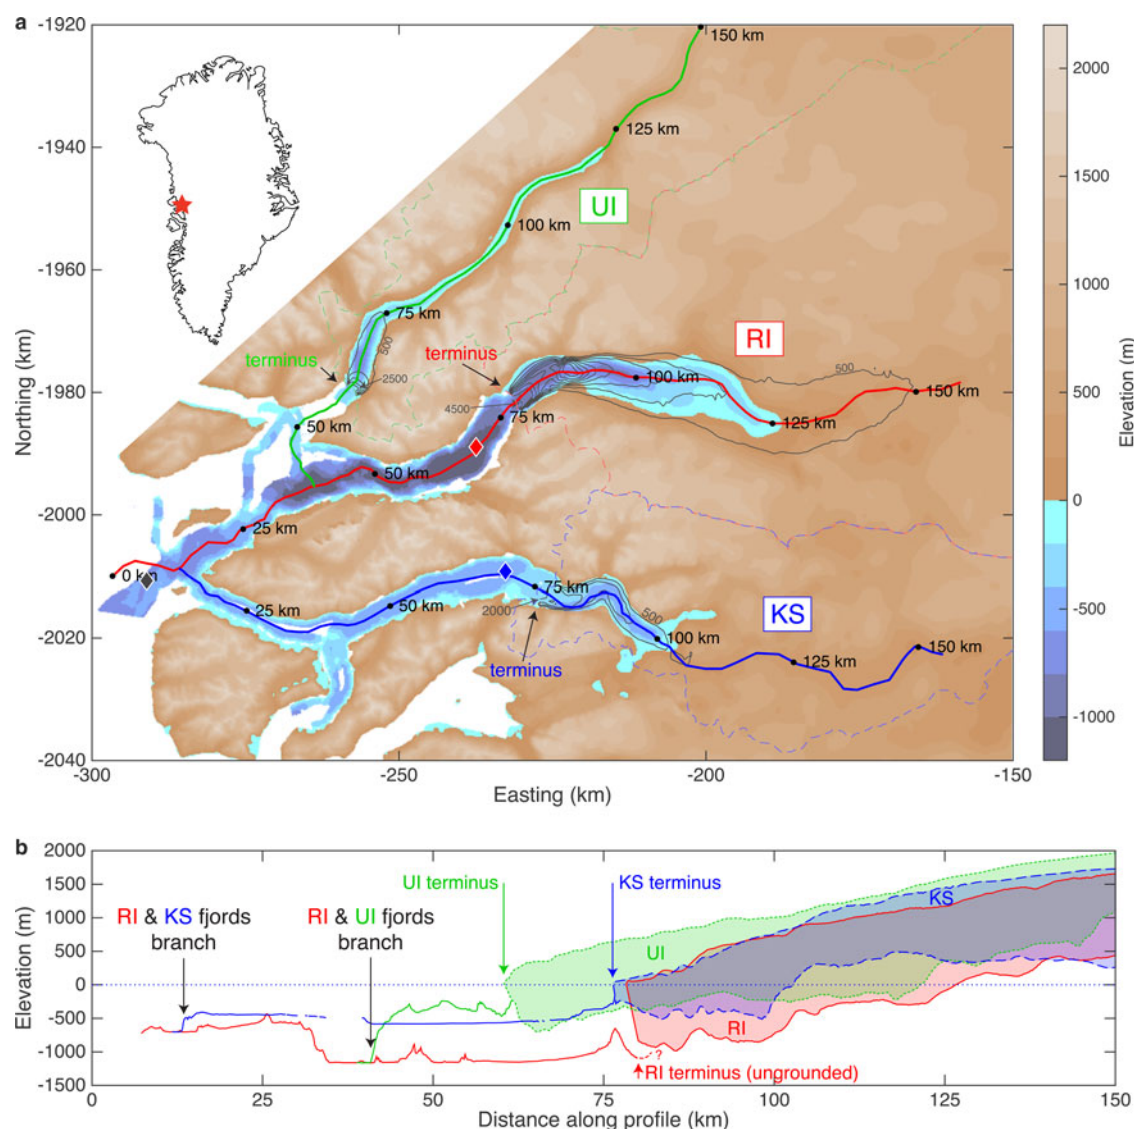 a
-1920
-1940
-1960
-1980
-2000
-2020
-2040
Northing (km)
-300
-250
-200
-150
Easting (km)
150 km
125 km
UI
100 km
75 km
500
2500
terminus
terminus
RI
4500
75 km
100 km
500
150 km
125 km
50 km
50 km
25 km
0 km
25 km
50 km
75 km
2000
500
KS
100 km
terminus
125 km
150 km
2000
1500
1000
500
0
-500
-1000
Elevation (m)
b
2000
1500
1000
500
0
-500
-1000
-1500
Elevation (m)
UI terminus
KS terminus
RI & KS fjords
branch
RI & UI fjords
branch
UI
KS
RI
?
RI terminus (ungrounded)
0
25
50
75
100
125
150
Distance along profile (km)